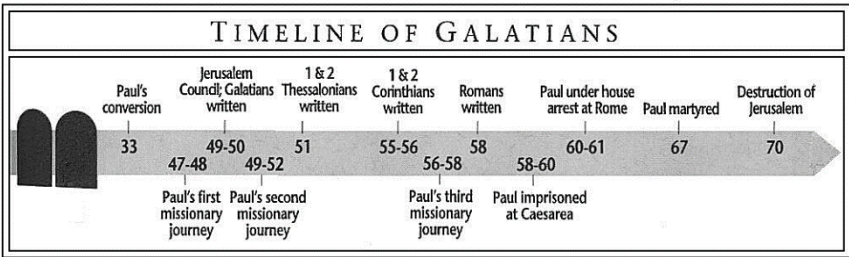 TIMELINE OF GALATIANS
Paul's
conversion
Jerusalem
Council; Galatians
written
1 & 2
Thessalonians
written
1 & 2
Corinthians
written
Romans
written
Paul under house
arrest at Rome
Paul martyred
Destruction of
Jerusalem
33
49-50
51
55-56
58
60-61
67
70
47-48
49-52
56-58
58-60
Paul's first
missionary
journey
Paul's second
missionary
journey
Paul's third
missionary
journey
Paul imprisoned
at Caesarea